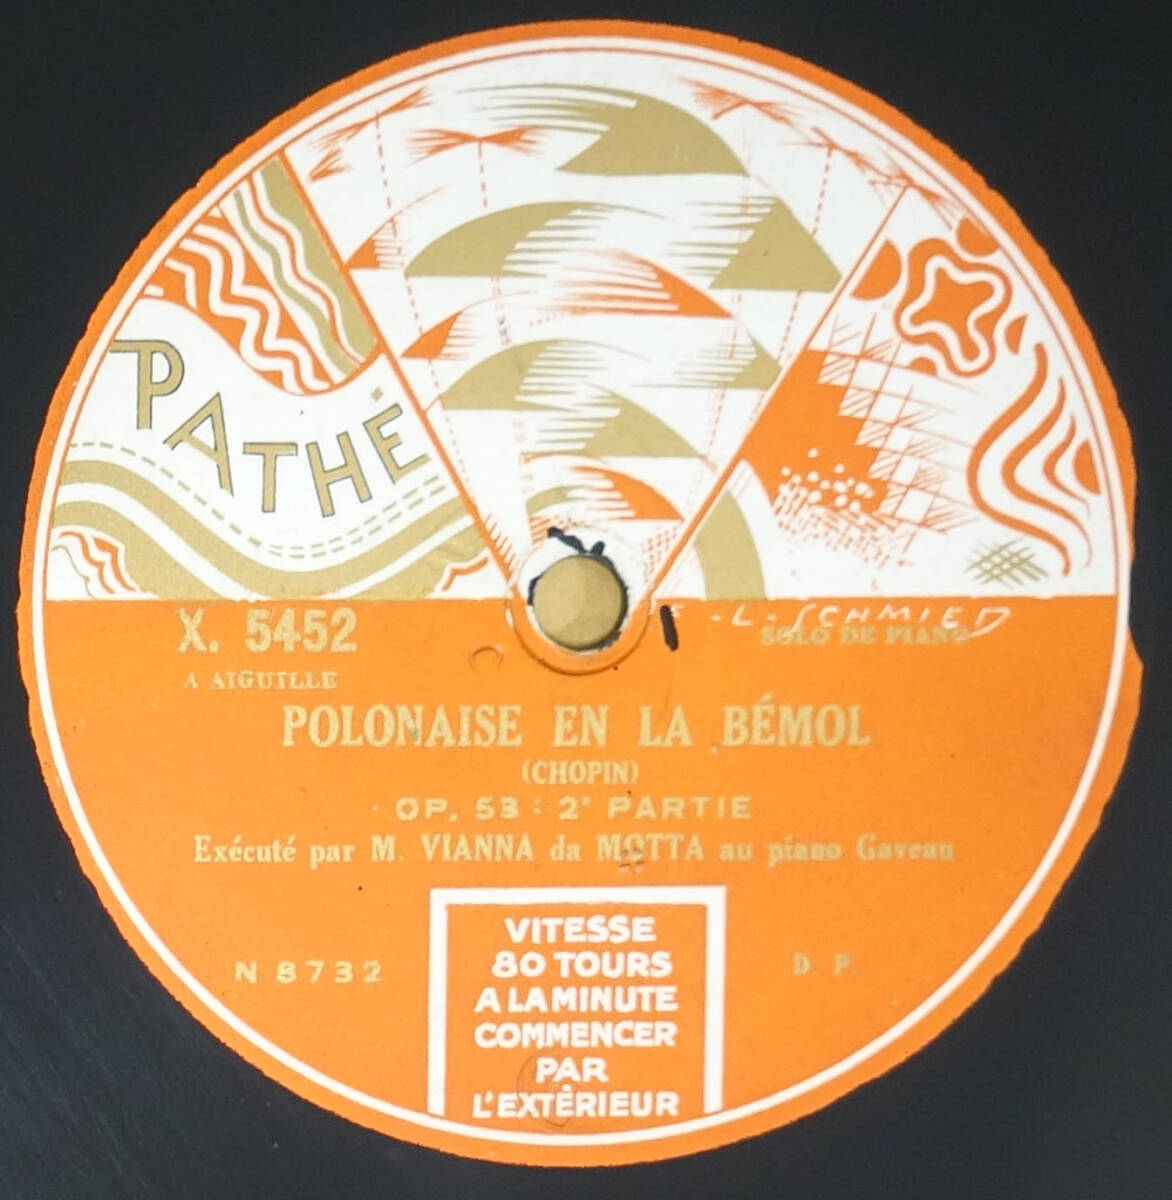 PATHÉ
X. 5452
F.-L. SCHMIED
SOLO DE PIANO
A AIGUILLE
POLONAISE EN LA BÉMOL
(CHOPIN)
OP. 53 : 2e PARTIE
Exécuté par M. VIANNA da MOTTA au piano Gaveau
N 8732
D. P.
VITESSE
80 TOURS
A LA MINUTE
COMMENCER
PAR
L'EXTÉRIEUR